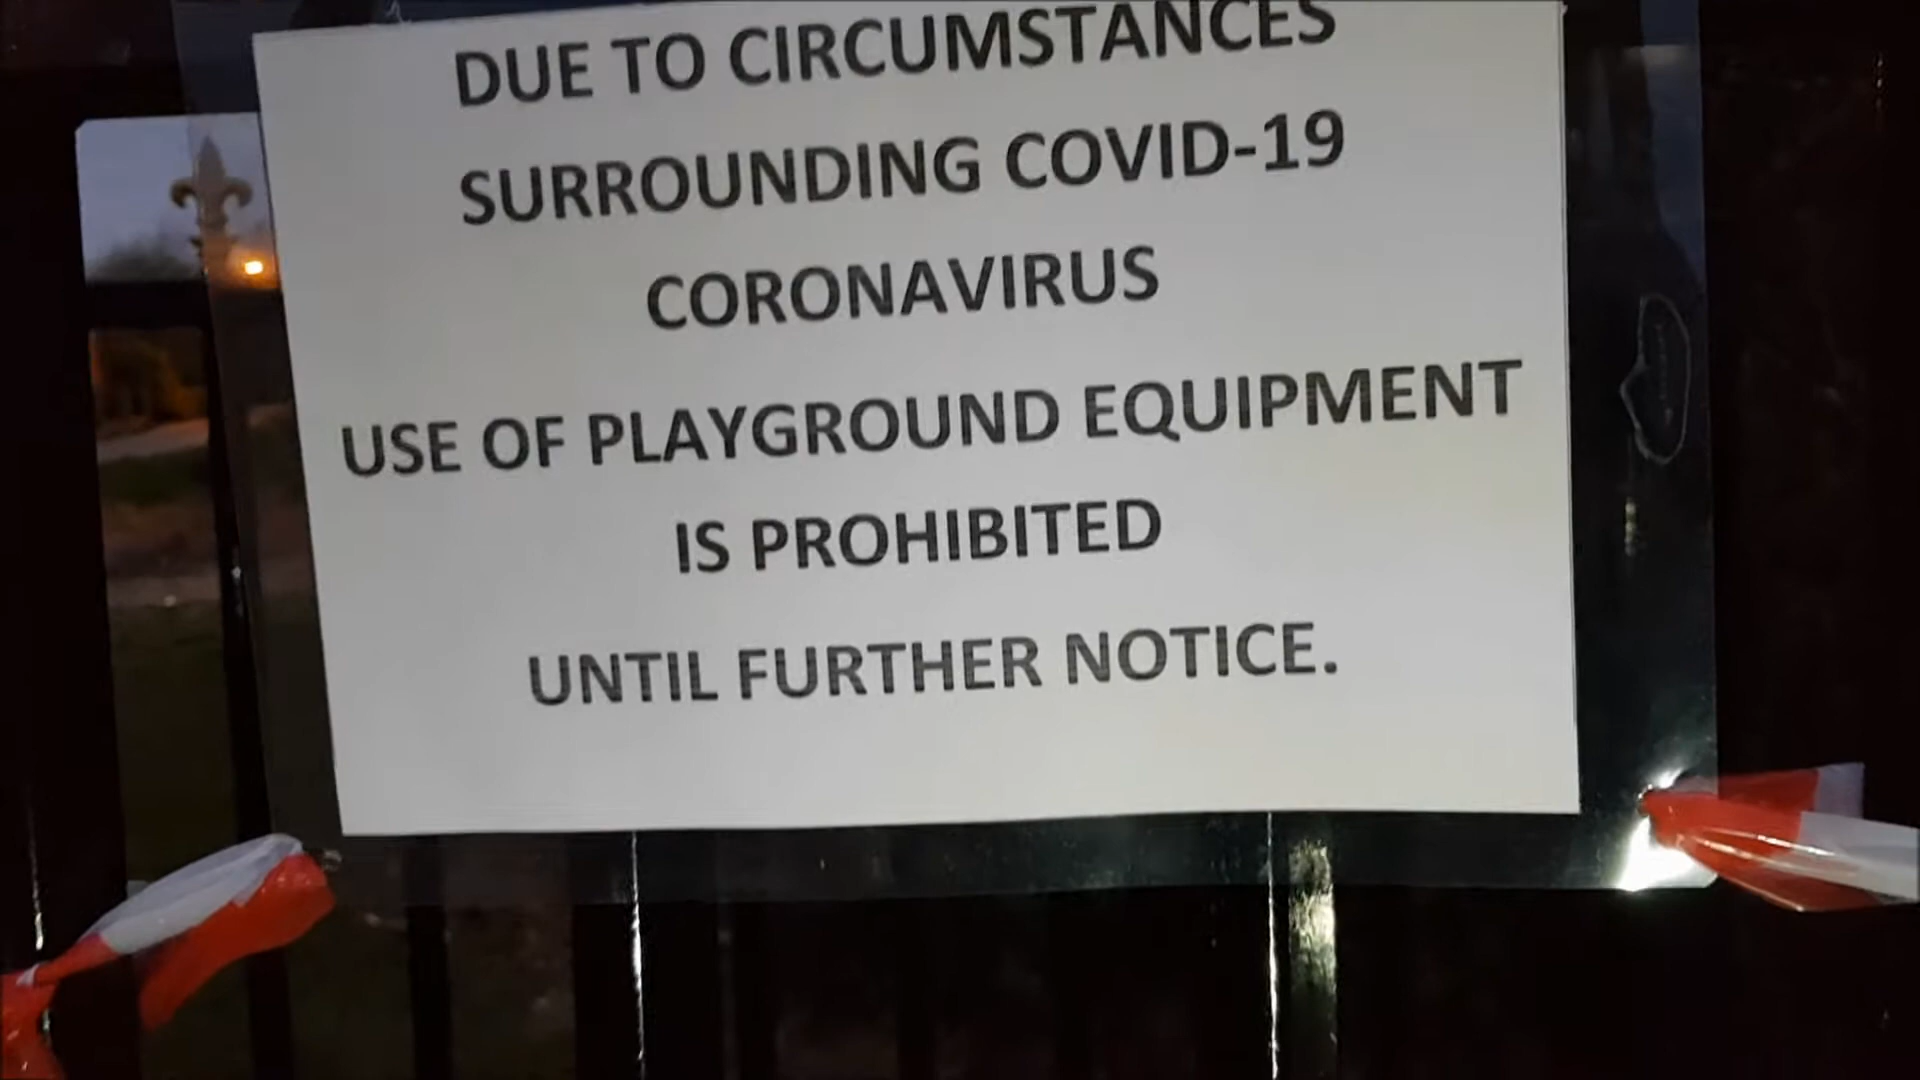 DUE TO CIRCUMSTANCES
SURROUNDING COVID-19
CORONAVIRUS
USE OF PLAYGROUND EQUIPMENT
IS PROHIBITED
UNTIL FURTHER NOTICE.